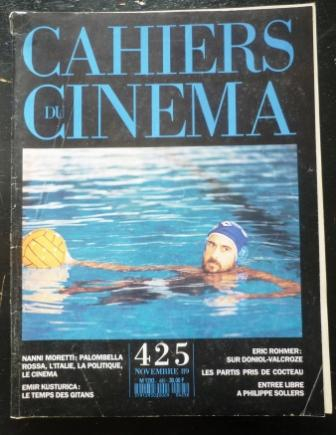 CAHIERS
DU
CINEMA
NANNI MORETTI: PALOMBELLA
ROSSA, L'ITALIE, LA POLITIQUE,
LE CINEMA
EMIR KUSTURICA:
LE TEMPS DES GITANS
425
NOVEMBRE 89
ERIC ROHMER:
SUR DONIOL-VALCROZE
LES PARTIS PRIS DE COCTEAU
ENTREE LIBRE
A PHILIPPE SOLLERS